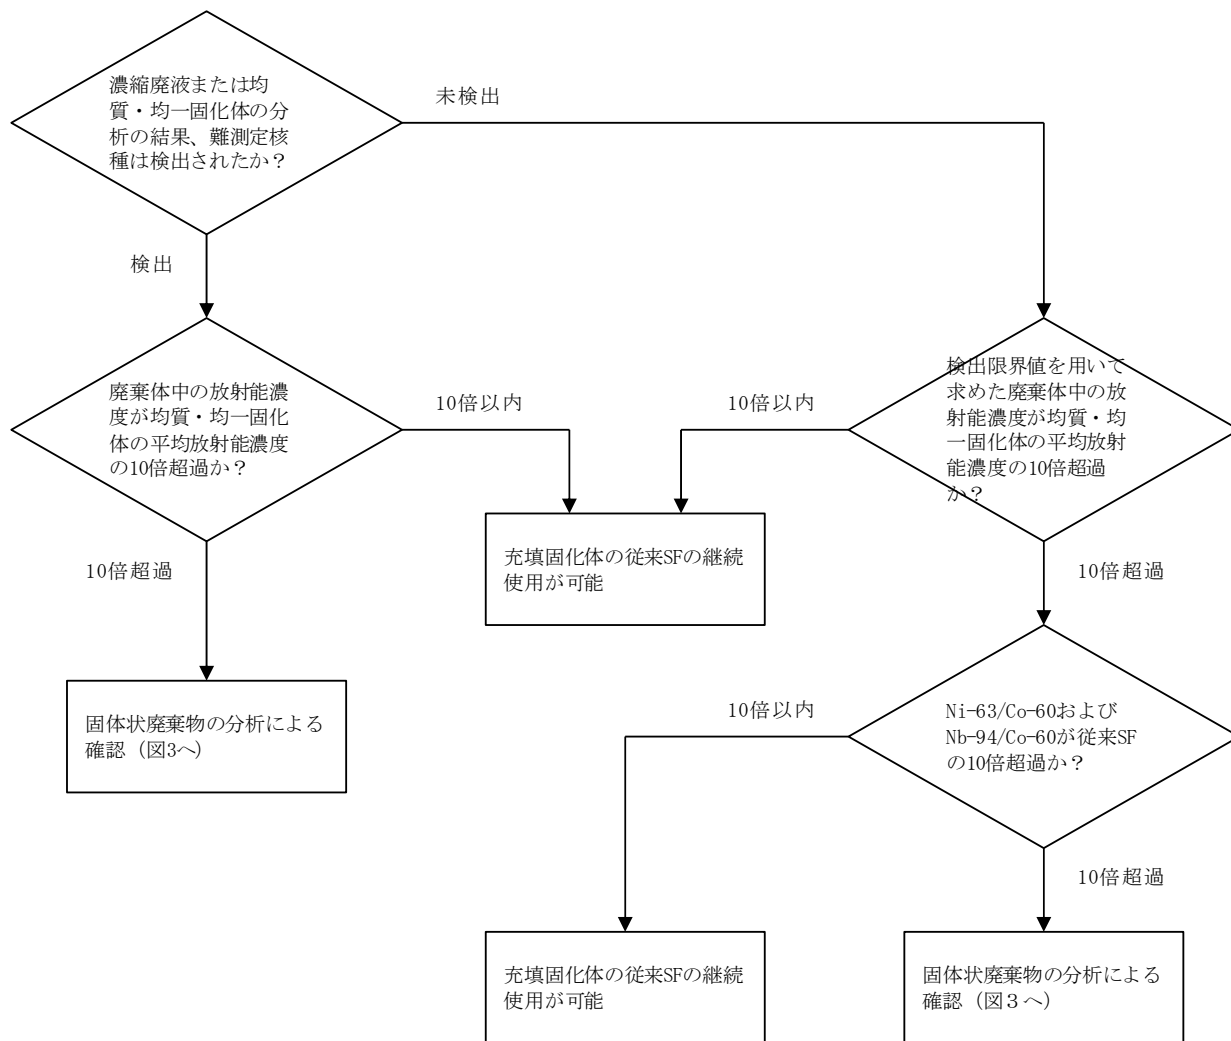 濃縮廃液または均
質・均一固化体の分
析の結果、難測定核
種は検出されたか？
未検出
検出
廃棄体中の放射能濃
度が均質・均一固化
体の平均放射能濃度
の10倍超過か？
10倍以内
10倍以内
検出限界値を用いて
求めた廃棄体中の放
射能濃度が均質・均
一固化体の平均放射
能濃度の10倍超過
か？
充填固化体の従来SFの継続
使用が可能
10倍超過
10倍超過
固体状廃棄物の分析による
確認（図3へ）
10倍以内
Ni-63/Co-60および
Nb-94/Co-60が従来SF
の10倍超過か？
10倍超過
充填固化体の従来SFの継続
使用が可能
固体状廃棄物の分析による
確認（図３へ）